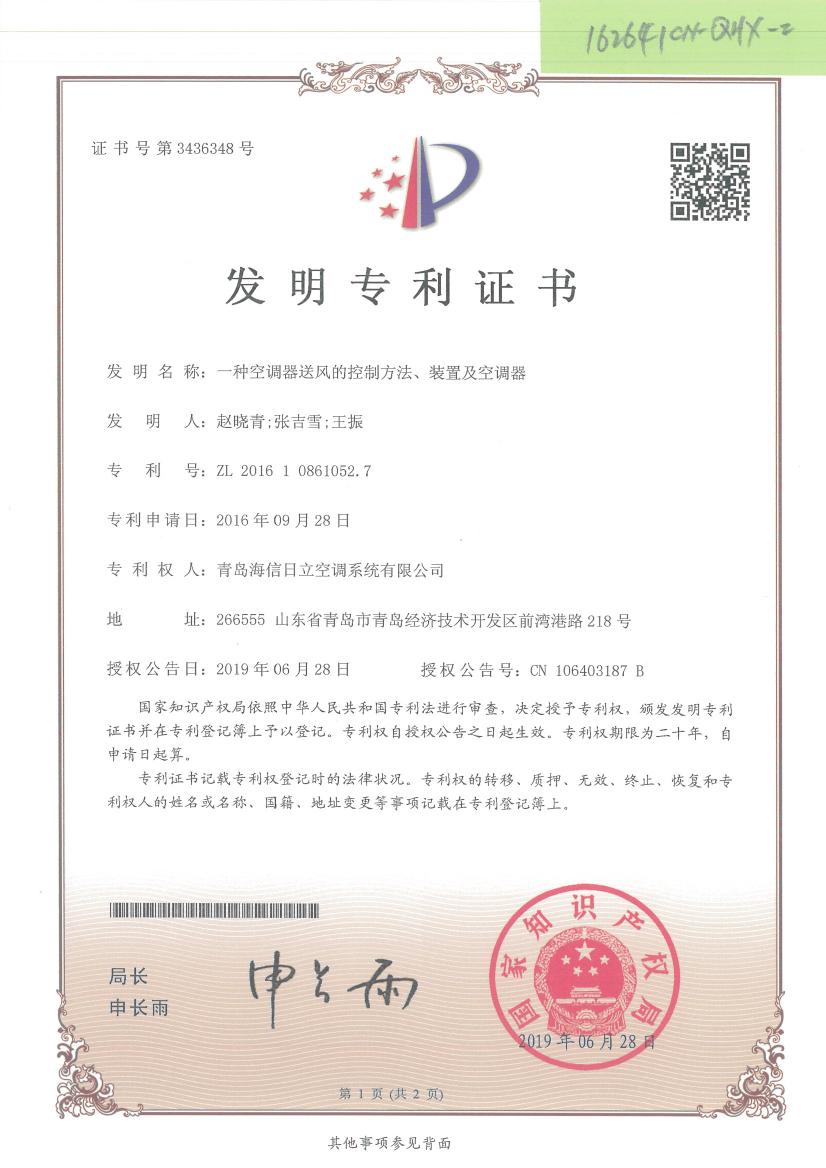 162641CN-QHX-2
证书号第3436348号
发明专利证书
发明名称：一种空调器送风的控制方法、装置及空调器
发明人：赵晓青;张吉雪;王振
专利号：ZL 2016 1 0861052.7
专利申请日：2016年09月28日
专利权人：青岛海信日立空调系统有限公司
地址：266555 山东省青岛市青岛经济技术开发区前湾港路218号
授权公告日：2019年06月28日 授权公告号：CN 106403187 B
国家知识产权局依照中华人民共和国专利法进行审查，决定授予专利权，颁发发明专利
证书并在专利登记簿上予以登记。专利权自授权公告之日起生效。专利权期限为二十年，自
申请日起算。
专利证书记载专利权登记时的法律状况。专利权的转移、质押、无效、终止、恢复和专
利权人的姓名或名称、国籍、地址变更等事项记载在专利登记簿上。
局长
申长雨
申长雨
国家知识产权局
2019年06月28日
第1页(共2页)
其他事项参见背面